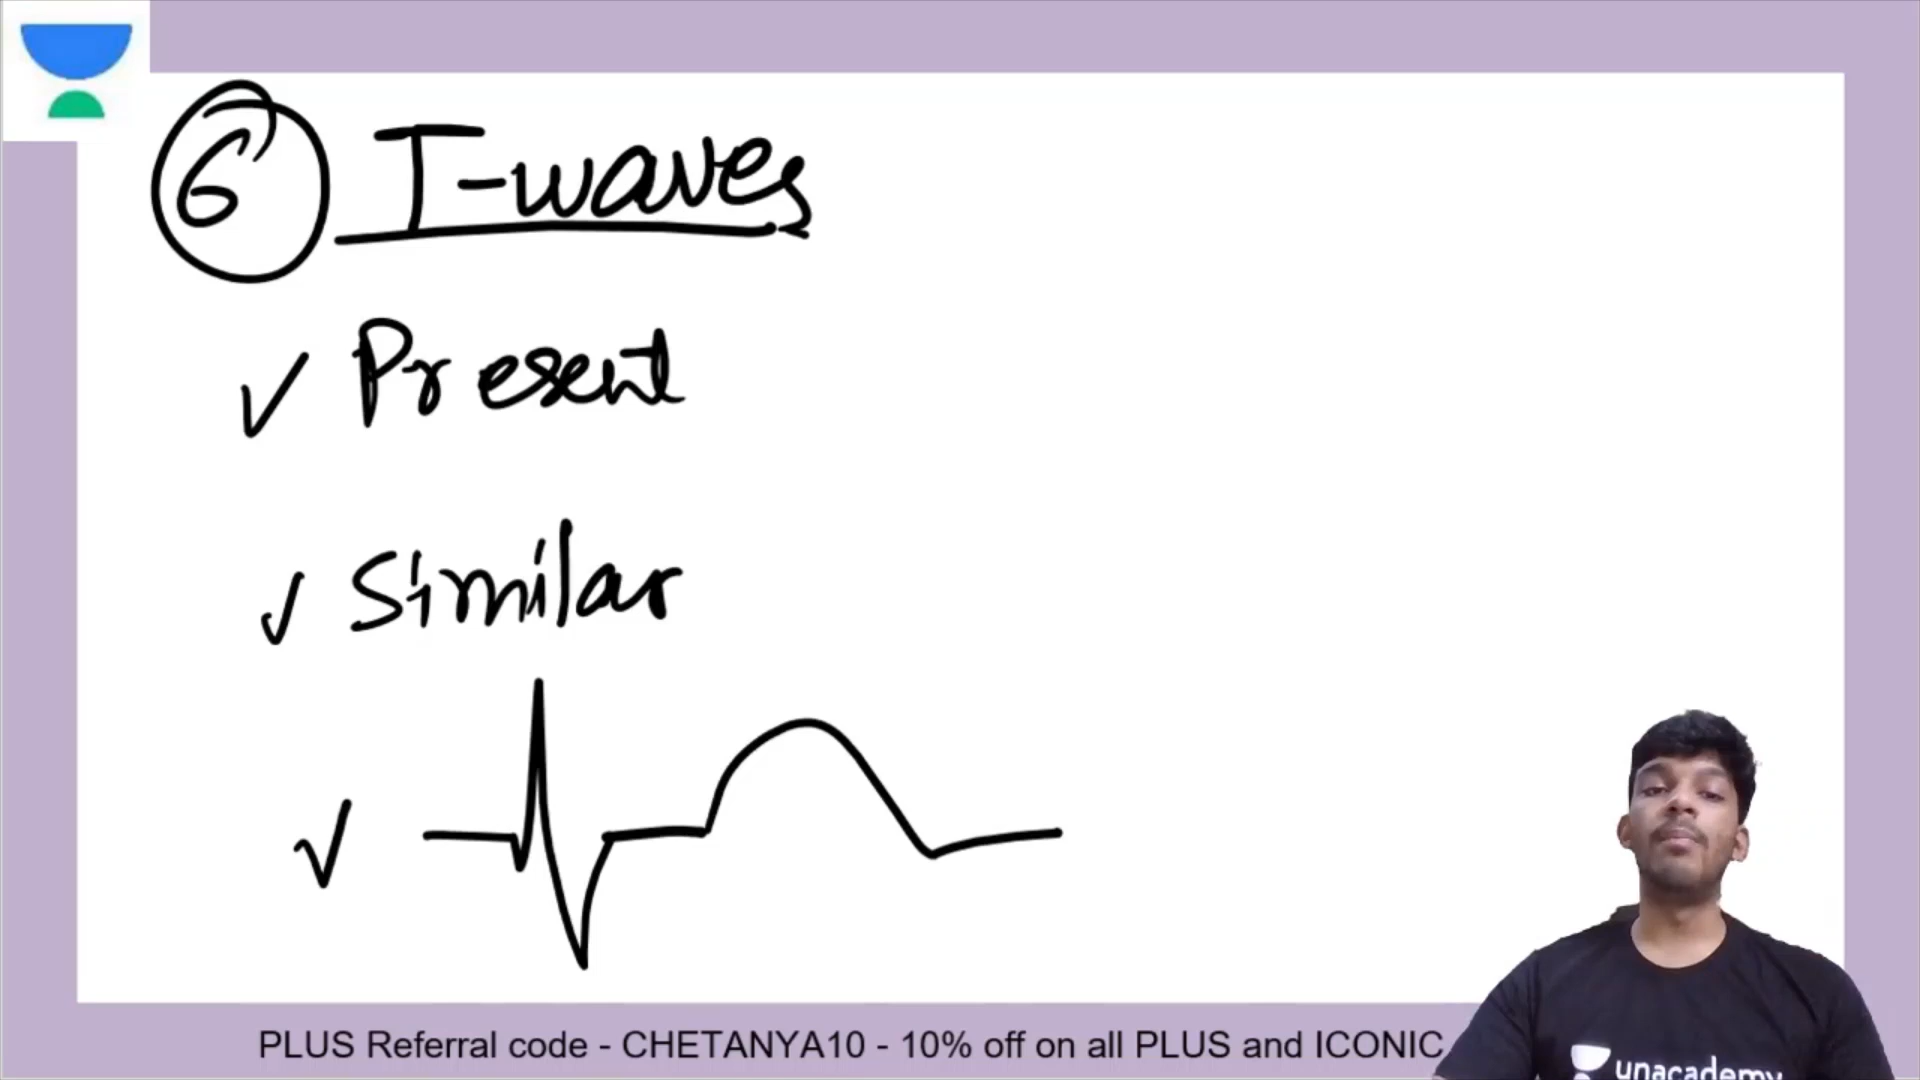 6 T-waves
✓ Present
✓ Similar
✓
PLUS Referral code - CHETANYA10 - 10% off on all PLUS and ICONIC
unacademy